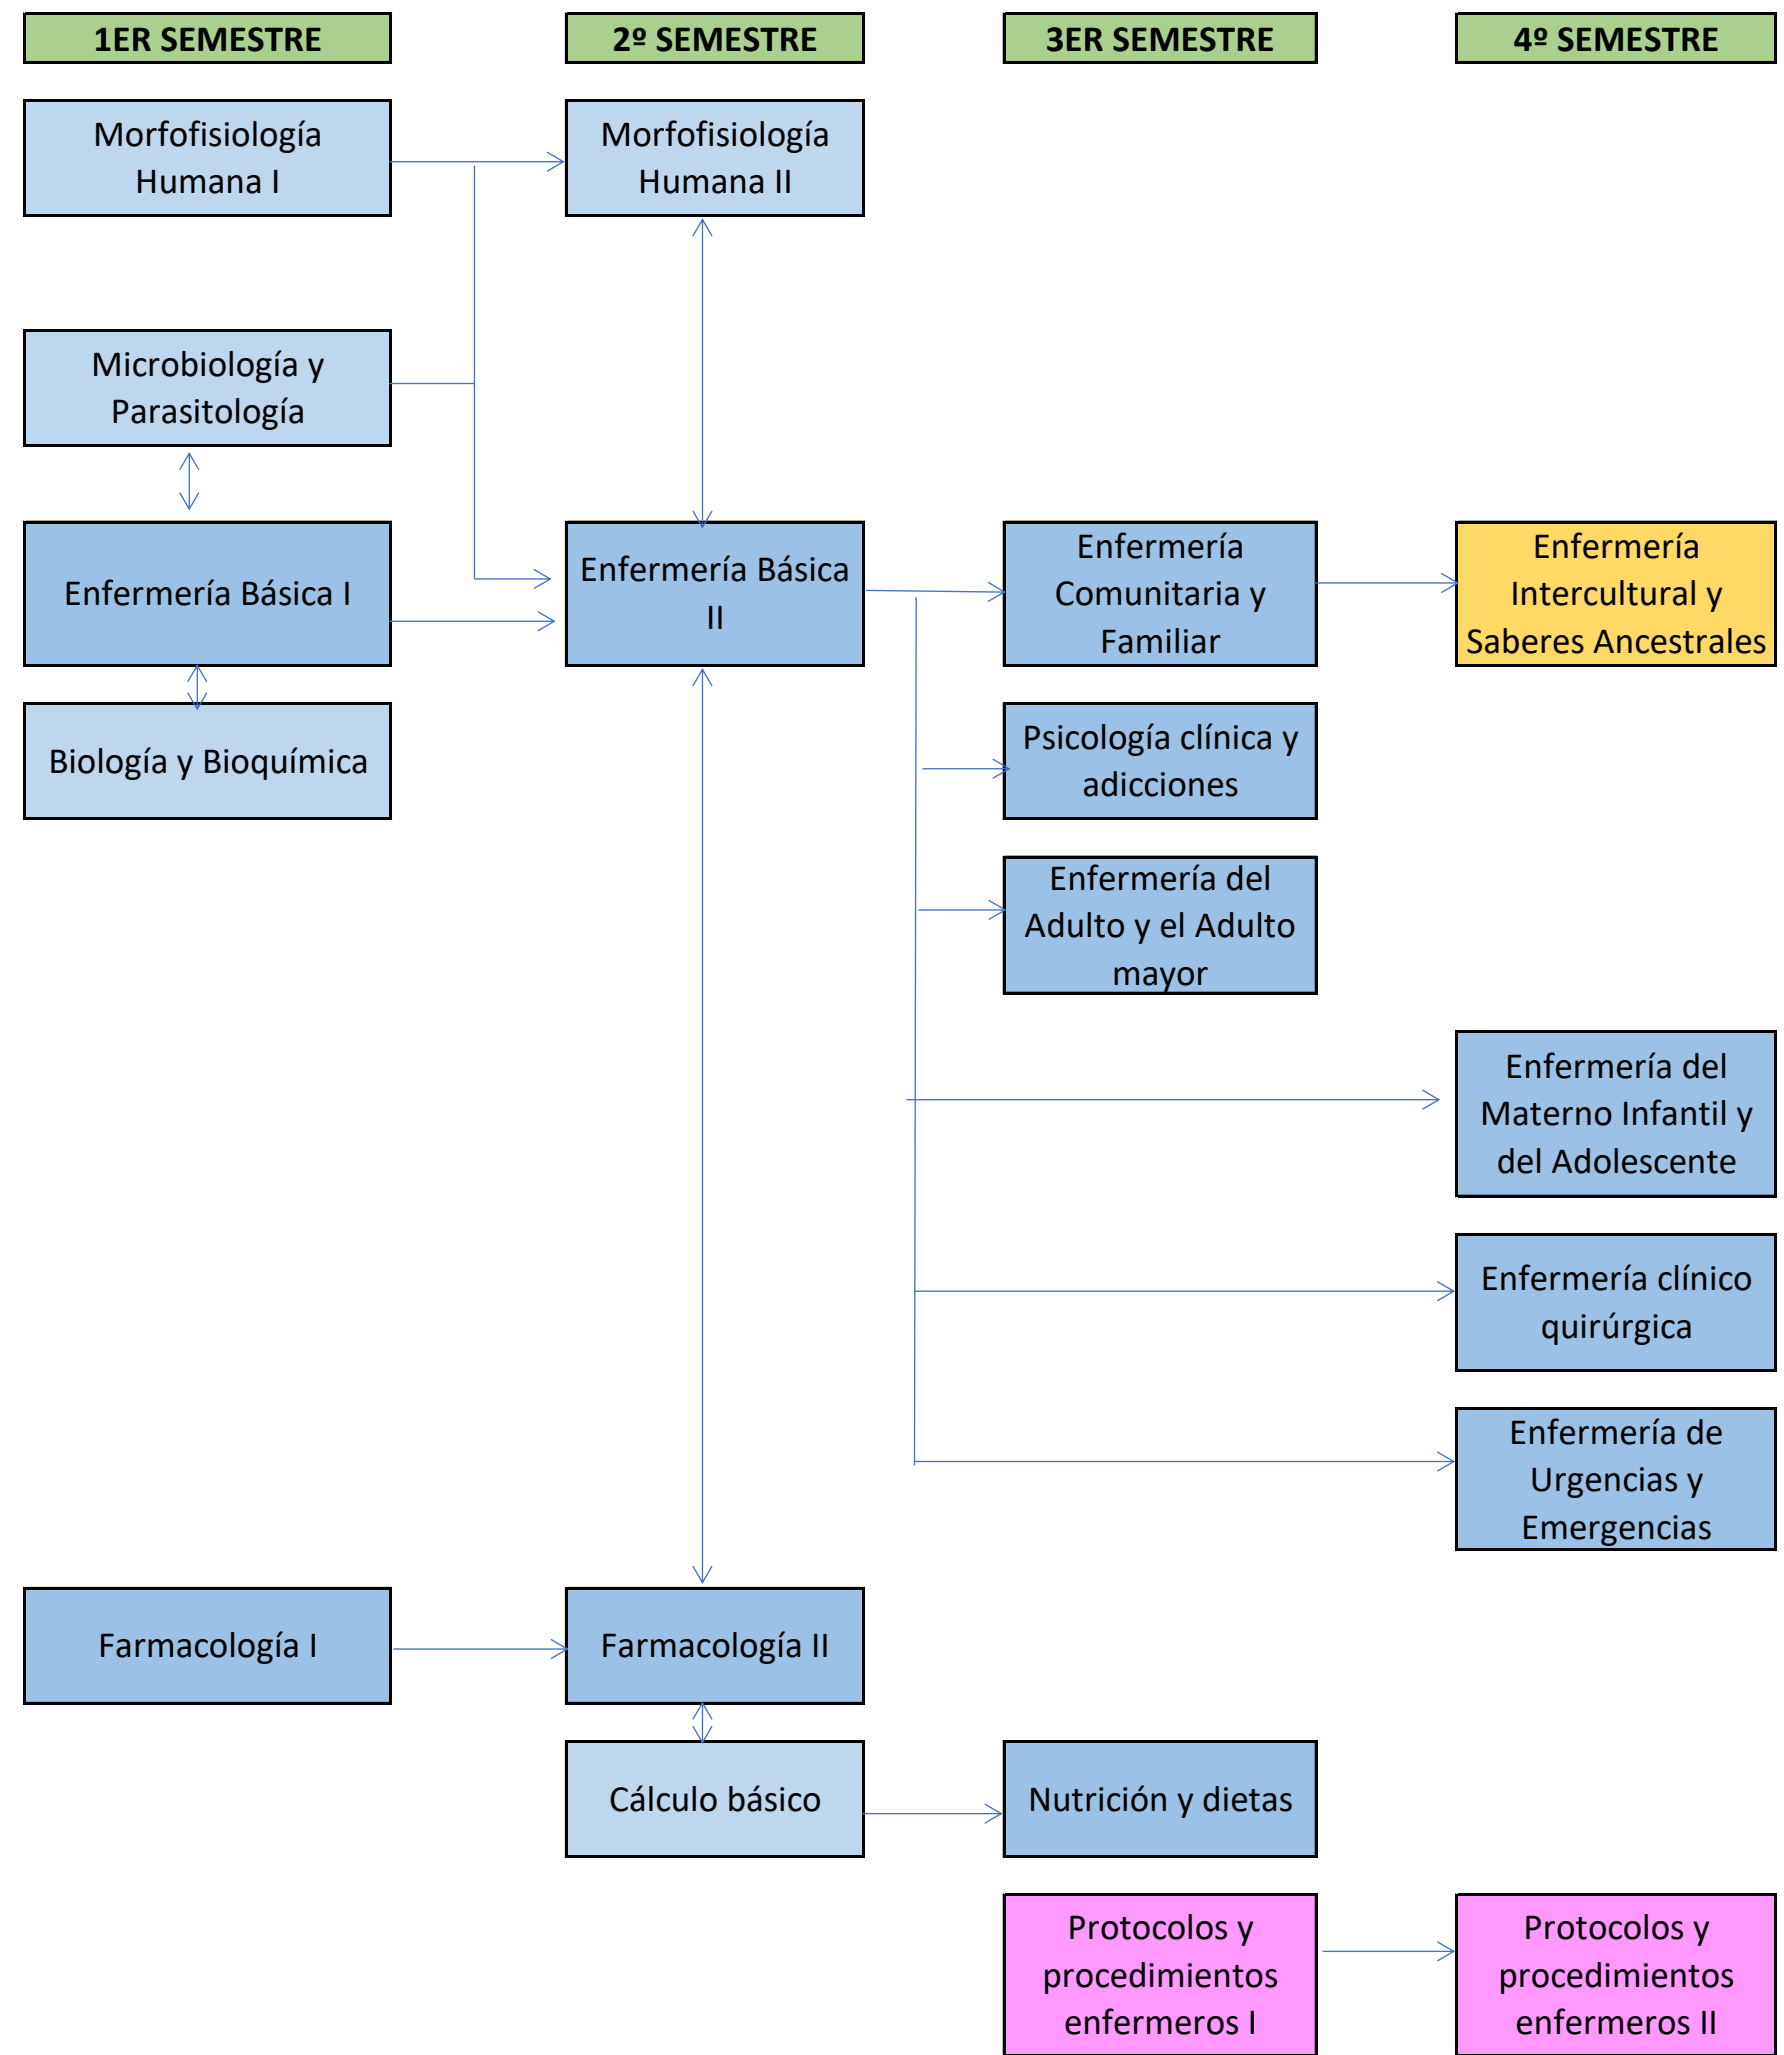 1ER SEMESTRE
2º SEMESTRE
3ER SEMESTRE
4º SEMESTRE
Morfofisiología
Humana I
Morfofisiología
Humana II
Microbiología y
Parasitología
Enfermería Básica I
Enfermería Básica
II
Enfermería
Comunitaria y
Familiar
Enfermería
Intercultural y
Saberes Ancestrales
Biología y Bioquímica
Psicología clínica y
adicciones
Enfermería del
Adulto y el Adulto
mayor
Enfermería del
Materno Infantil y
del Adolescente
Enfermería clínico
quirúrgica
Enfermería de
Urgencias y
Emergencias
Farmacología I
Farmacología II
Cálculo básico
Nutrición y dietas
Protocolos y
procedimientos
enfermeros I
Protocolos y
procedimientos
enfermeros II